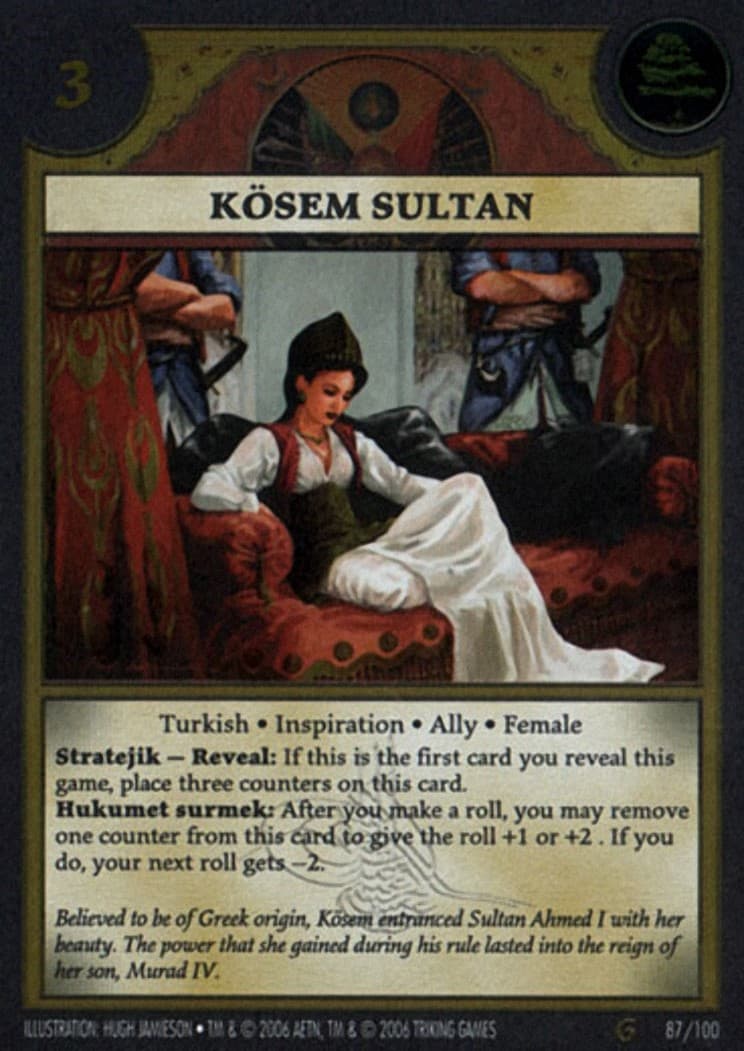 3
KÖSEM SULTAN
Turkish • Inspiration • Ally • Female
Stratejik — Reveal: If this is the first card you reveal this
game, place three counters on this card.
Hukumet surmek: After you make a roll, you may remove
one counter from this card to give the roll +1 or +2 . If you
do, your next roll gets −2.
Believed to be of Greek origin, Kösem entranced Sultan Ahmed I with her
beauty. The power that she gained during his rule lasted into the reign of
her son, Murad IV.
ILLUSTRATION: HUGH JAMIESON • TM & © 2006 AETN, TM & © 2006 TRIKING GAMES
G 87/100